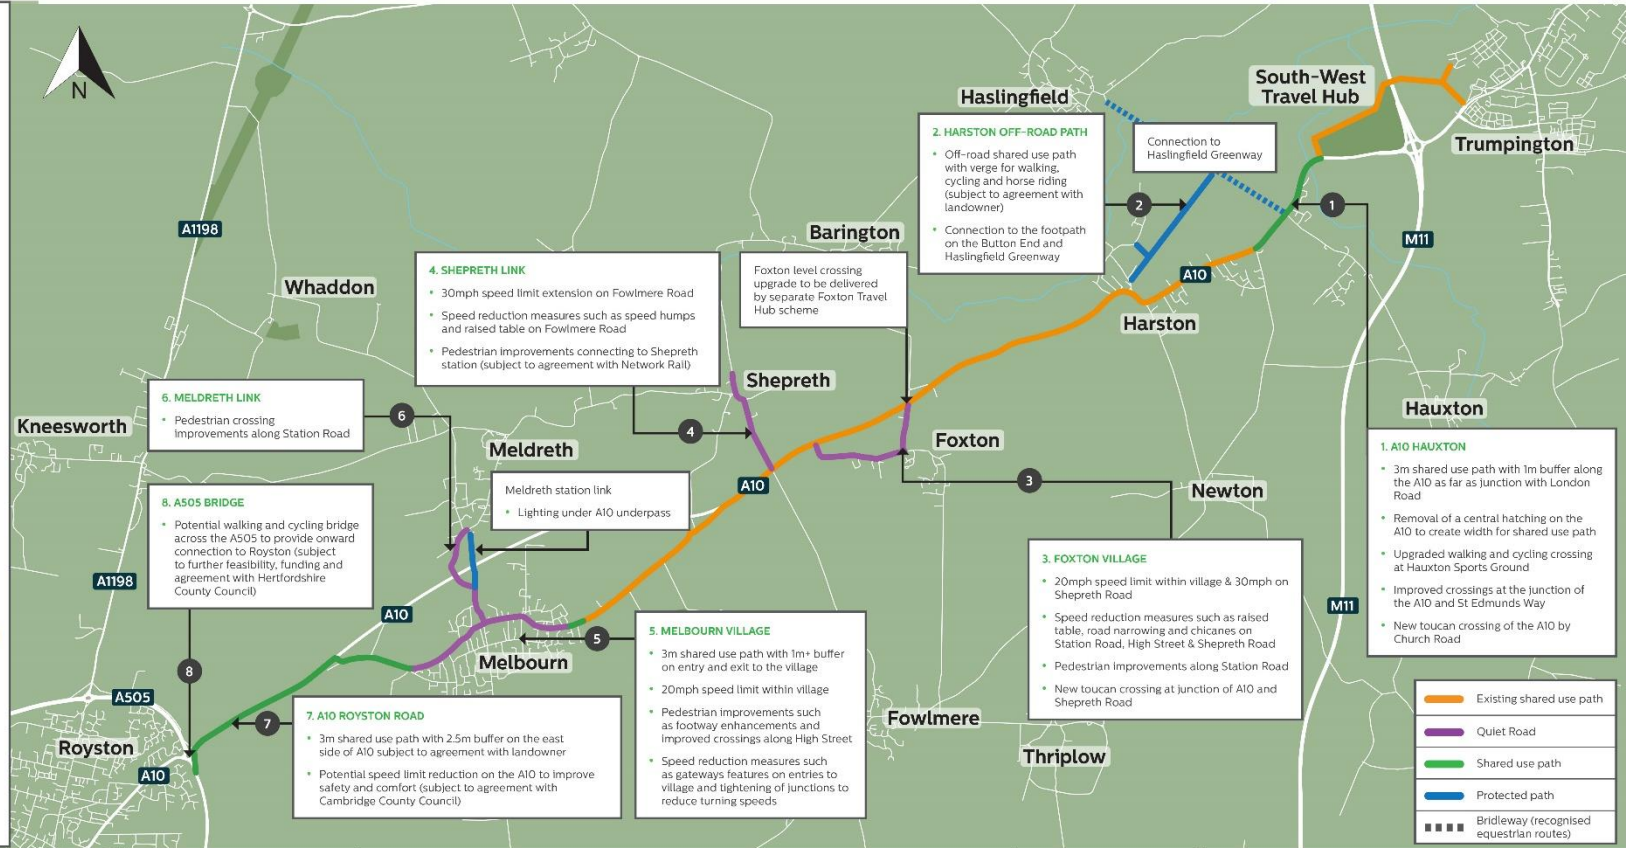 N
A1198
Whaddon
Haslingfield
South-West
Travel Hub
Trumpington
M11
2. HARSTON OFF-ROAD PATH
• Off-road shared use path
with verge for walking,
cycling and horse riding
(subject to agreement with
landowner)
• Connection to the footpath
on the Button End and
Haslingfield Greenway
Connection to
Haslingfield Greenway
2
1
A10
Harston
Barington
4. SHEPRETH LINK
• 30mph speed limit extension on Fowlmere Road
• Speed reduction measures such as speed humps
and raised table on Fowlmere Road
• Pedestrian improvements connecting to Shepreth
station (subject to agreement with Network Rail)
Foxton level crossing
upgrade to be delivered
by separate Foxton Travel
Hub scheme
Shepreth
4
Hauxton
Kneesworth
6. MELDRETH LINK
• Pedestrian crossing
improvements along Station Road
6
Meldreth
Foxton
A10
3
Newton
Meldreth station link
• Lighting under A10 underpass
8. A505 BRIDGE
• Potential walking and cycling bridge
across the A505 to provide onward
connection to Royston (subject
to further feasibility, funding and
agreement with Hertfordshire
County Council)
A1198
A10
8
1. A10 HAUXTON
• 3m shared use path with 1m buffer along
the A10 as far as junction with London
Road
• Removal of a central hatching on the
A10 to create width for shared use path
• Upgraded walking and cycling crossing
at Hauxton Sports Ground
• Improved crossings at the junction of
the A10 and St Edmunds Way
• New toucan crossing of the A10 by
Church Road
3. FOXTON VILLAGE
• 20mph speed limit within village & 30mph on
Shepreth Road
• Speed reduction measures such as raised
table, road narrowing and chicanes on
Station Road, High Street & Shepreth Road
• Pedestrian improvements along Station Road
• New toucan crossing at junction of A10 and
Shepreth Road
M11
Melbourn
5
5. MELBOURN VILLAGE
• 3m shared use path with 1m+ buffer
on entry and exit to the village
• 20mph speed limit within village
• Pedestrian improvements such
as footway enhancements and
improved crossings along High Street
• Speed reduction measures such
as gateways features on entries to
village and tightening of junctions to
reduce turning speeds
A505
Royston
A10
7
7. A10 ROYSTON ROAD
• 3m shared use path with 2.5m buffer on the east
side of A10 subject to agreement with landowner
• Potential speed limit reduction on the A10 to improve
safety and comfort (subject to agreement with
Cambridge County Council)
Fowlmere
Thriplow
Existing shared use path
Quiet Road
Shared use path
Protected path
Bridleway (recognised
equestrian routes)